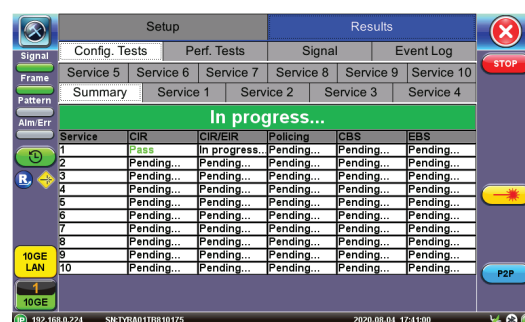 Setup Results
Signal Config. Tests Perf. Tests Signal Event Log STOP
Frame Service 5 Service 6 Service 7 Service 8 Service 9 Service 10
Pattern Summary Service 1 Service 2 Service 3 Service 4
Alm/Err In progress...
Service CIR CIR/EIR Policing CBS EBS
1 Pass In progress... Pending... Pending... Pending...
2 Pending... Pending... Pending... Pending... Pending...
R. 3 Pending... Pending... Pending... Pending... Pending...
4 Pending... Pending... Pending... Pending... Pending...
5 Pending... Pending... Pending... Pending... Pending...
6 Pending... Pending... Pending... Pending... Pending...
7 Pending... Pending... Pending... Pending... Pending...
8 Pending... Pending... Pending... Pending... Pending...
10GE 9 Pending... Pending... Pending... Pending... Pending...
LAN 10 Pending... Pending... Pending... Pending... Pending... P2P
1
10GE
IP 192.168.0.224 SN:TYBA01TB810175 2020-08-04 17:41:00